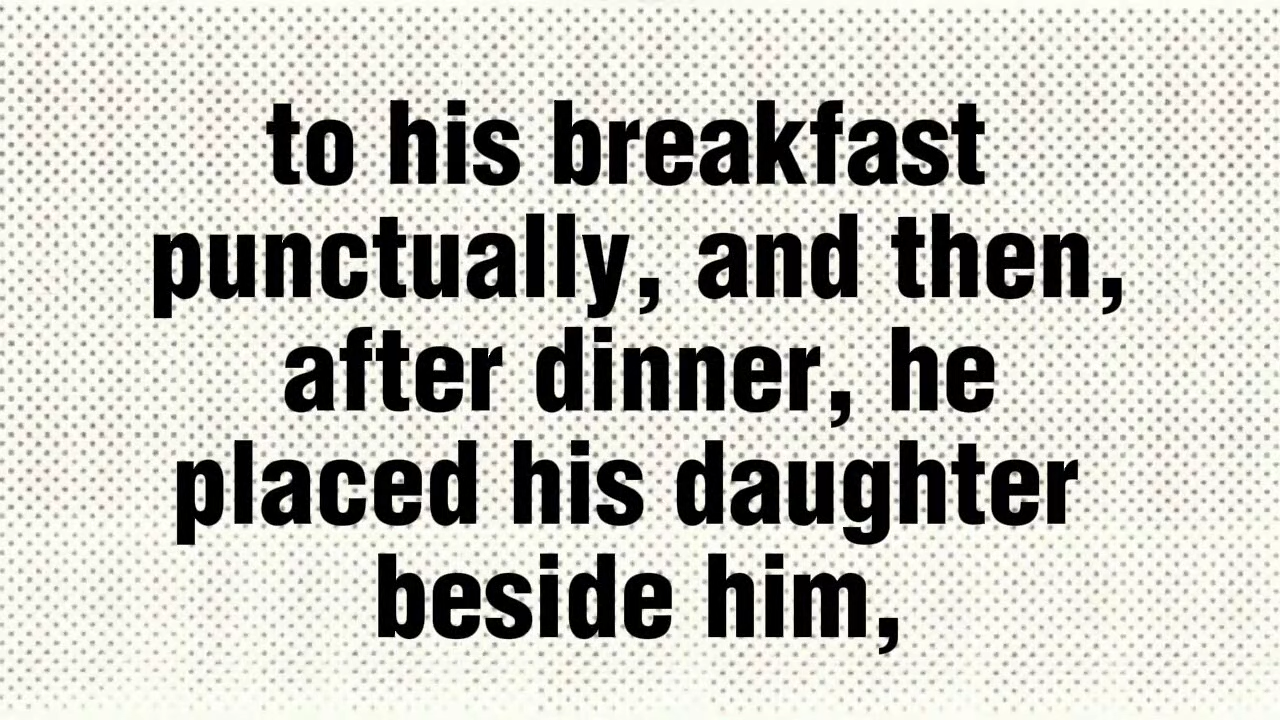 to his breakfast
punctually, and then,
after dinner, he
placed his daughter
beside him,